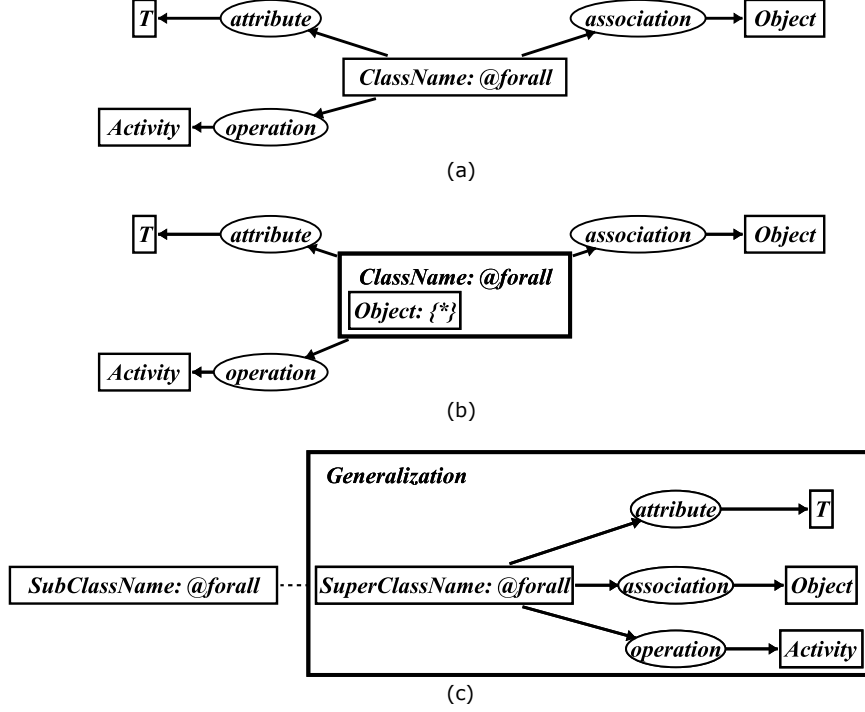 T attribute association Object
ClassName: @forall
Activity operation
(a)
T attribute association Object
ClassName: @forall
Object: {*}
Activity operation
(b)
Generalization
attribute T
SubClassName: @forall SuperClassName: @forall association Object
operation Activity
(c)